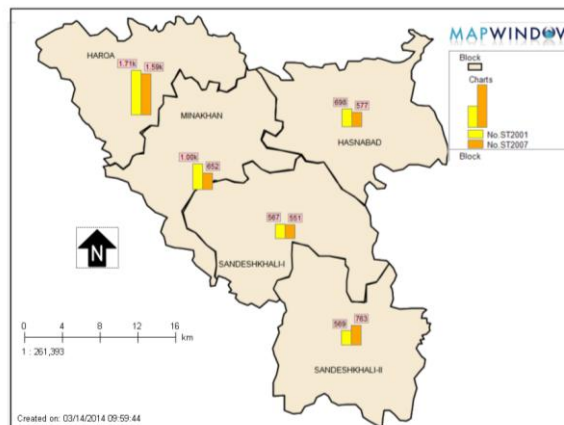 MAPWINDOW
Block
Charts
No.ST2001
No.ST2007
Block
HAROA
1.71k
1.59k
MINAKHAN
698
577
HASNABAD
1.00k
652
567
551
SANDESHKHALI-I
N
569
763
SANDESHKHALI-II
0 4 8 12 16
km
1 : 261,393
Created on: 03/14/2014 09:59:44